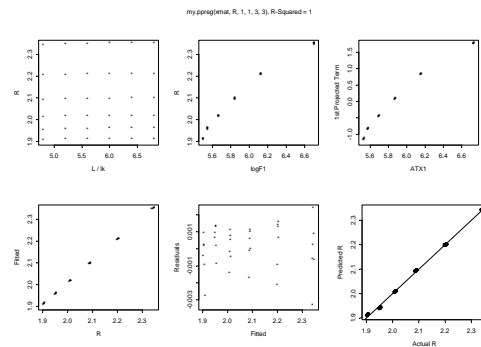 my.ppreg(xmat, R, 1, 1, 3, 3), R-Squared = 1
R
1.9 2.0 2.1 2.2 2.3
4.8 5.2 5.6 6.0 6.4 6.8
L / lk
R
1.9 2.0 2.1 2.2 2.3
5.6 5.8 6.0 6.2 6.4 6.6
logF1
1st Projected Term
-1.0 0.0 0.5 1.0 1.5
5.6 5.8 6.0 6.2 6.4 6.6
ATX1
Fitted
1.9 2.0 2.1 2.2 2.3
1.9 2.0 2.1 2.2 2.3
R
Residuals
-0.003 -0.001 0.001
1.9 2.0 2.1 2.2 2.3
Fitted
Predicted R
1.9 2.0 2.1 2.2 2.3
1.9 2.0 2.1 2.2 2.3
Actual R